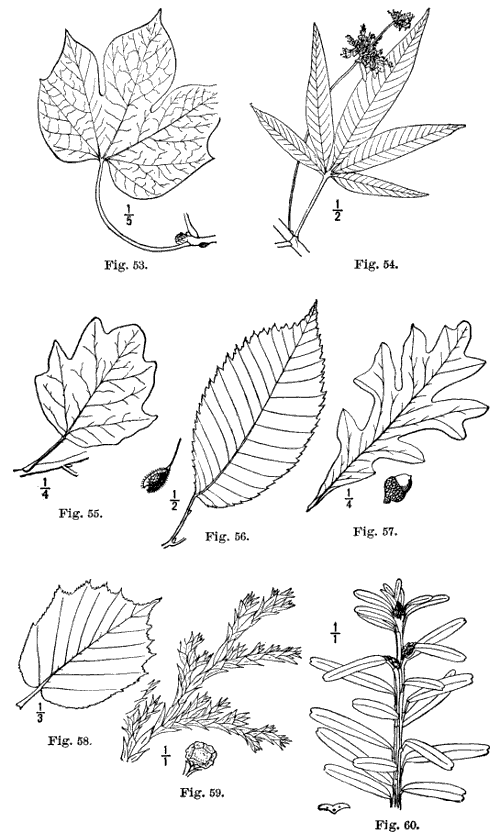 1/5
1/2
Fig. 53.
Fig. 54.
1/4
1/2
1/4
Fig. 55.
Fig. 56.
Fig. 57.
1/3
1/1
1/1
Fig. 58.
Fig. 59.
Fig. 60.